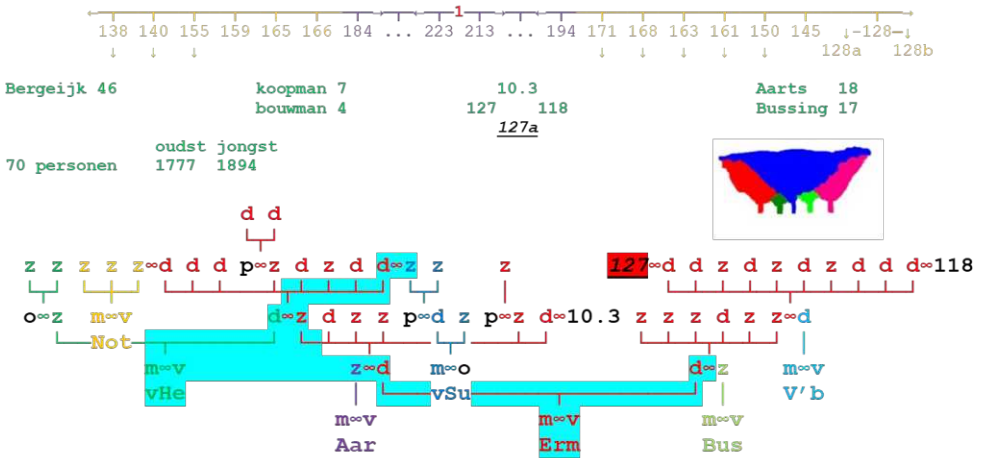 1
138 140 155 159 165 166 184 ... 223 213 ... 194 171 168 163 161 150 145 ↓-128-↓
↓ ↓ ↓ ↓ ↓ ↓ ↓ 128a 128b
Bergeijk 46 koopman 7 10.3 Aarts 18
bouwman 4 127 118 Bussing 17
127a
oudst jongst
70 personen 1777 1894
d d
z z z z z∞d d d p∞z d z d d∞z z z 127∞d d z d z d z d d d∞118
o∞z m∞v d∞z d z z p∞d z p∞z d∞10.3 z z z d z z∞d
Not
m∞v z∞d m∞o d∞z m∞v
vHe vSu V'b
m∞v m∞v m∞v
Aar Erm Bus